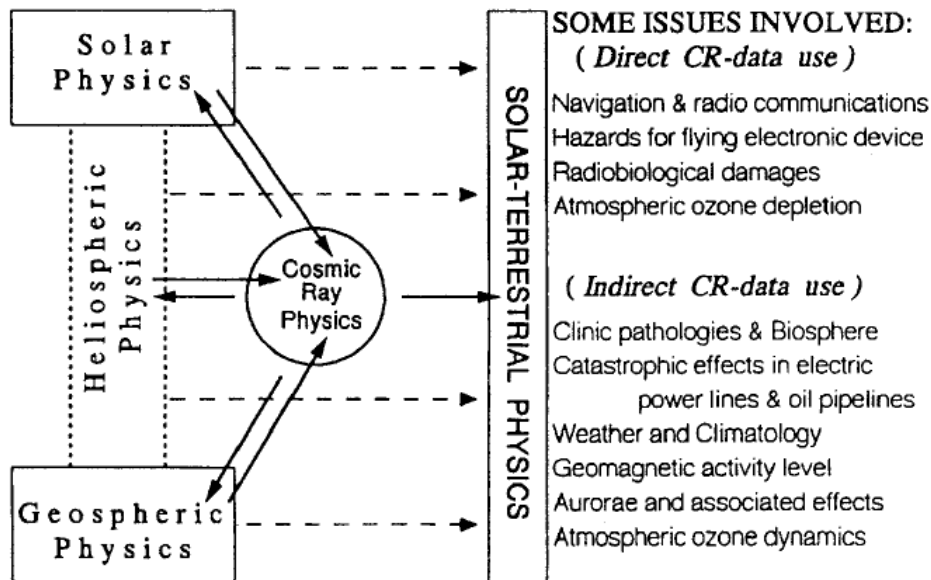 Solar
Physics
Heliospheric
Physics
Cosmic
Ray
Physics
Geospheric
Physics
SOLAR-TERRESTRIAL PHYSICS
SOME ISSUES INVOLVED:
( Direct CR-data use )
Navigation & radio communications
Hazards for flying electronic device
Radiobiological damages
Atmospheric ozone depletion
( Indirect CR-data use )
Clinic pathologies & Biosphere
Catastrophic effects in electric
power lines & oil pipelines
Weather and Climatology
Geomagnetic activity level
Aurorae and associated effects
Atmospheric ozone dynamics